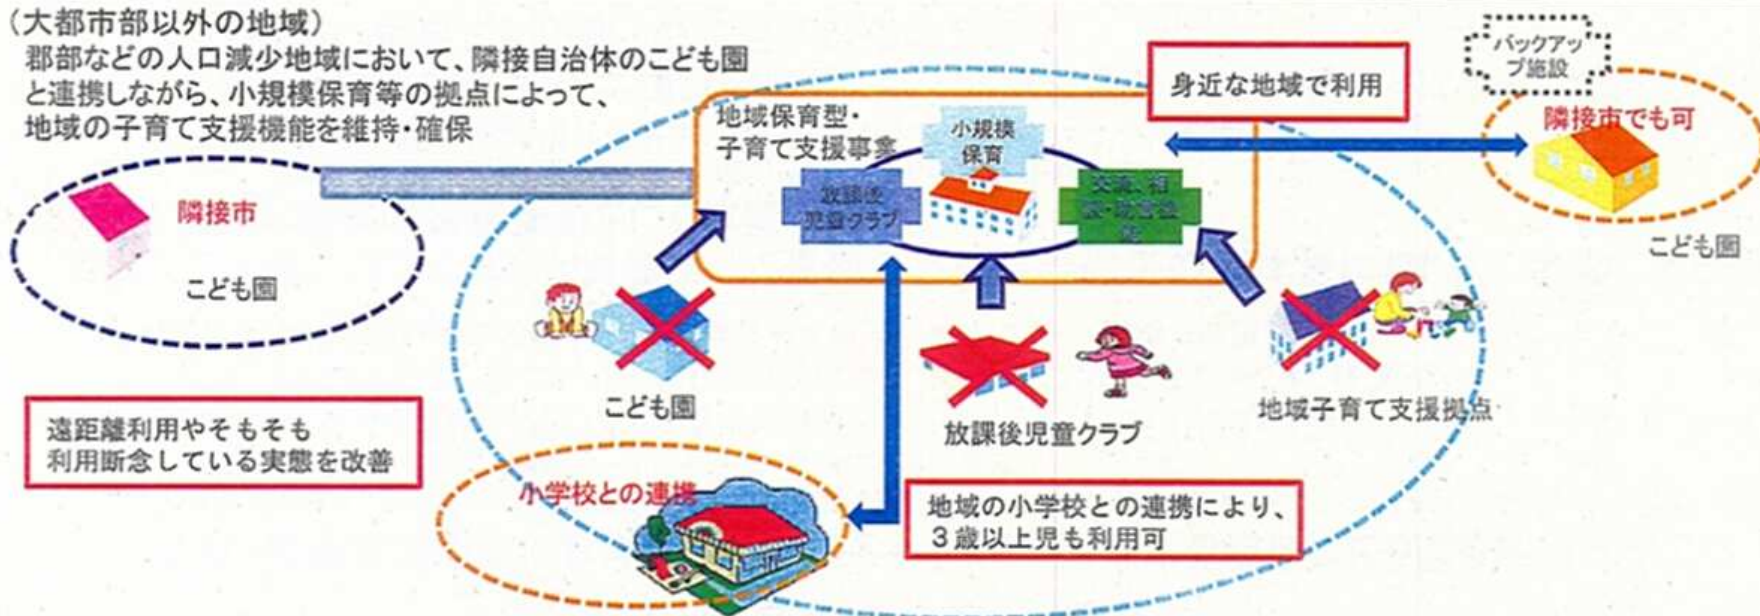 （大都市部以外の地域）
郡部などの人口減少地域において、隣接自治体のこども園
と連携しながら、小規模保育等の拠点によって、
地域の子育て支援機能を維持・確保
隣接市
こども園
地域保育型・
子育て支援事業
小規模
保育
放課後
児童クラブ
身近な地域で利用
バックアッ
プ施設
隣接市でも可
こども園
こども園
放課後児童クラブ
地域子育て支援拠点
遠距離利用やそもそも
利用断念している実態を改善
小学校との連携
地域の小学校との連携により、
３歳以上児も利用可